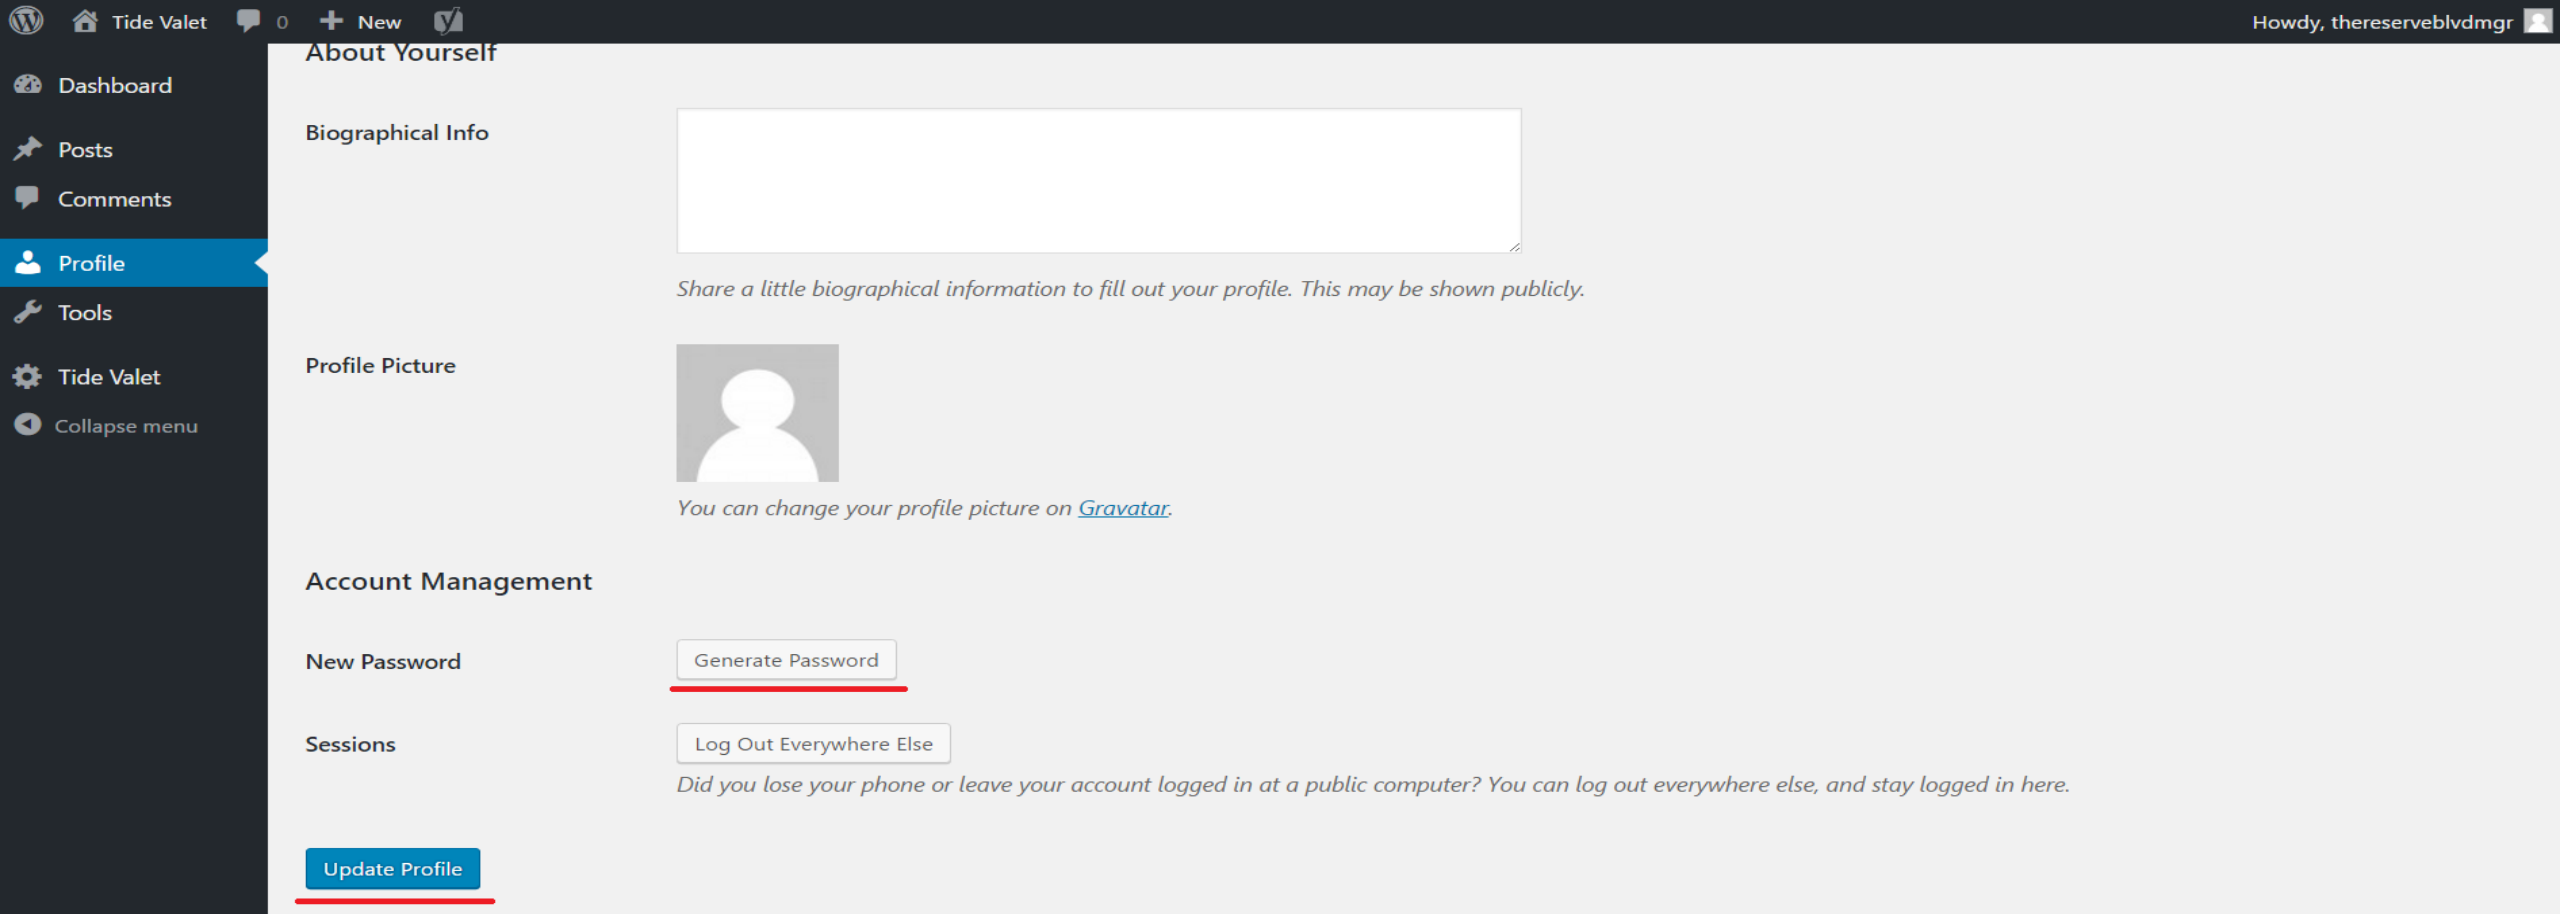 Tide Valet
0
New
Howdy, thereserveblvdmgr
Dashboard
Posts
Comments
Profile
Tools
Tide Valet
Collapse menu
About Yourself
Biographical Info
Share a little biographical information to fill out your profile. This may be shown publicly.
Profile Picture
You can change your profile picture on Gravatar.
Account Management
New Password
Generate Password
Sessions
Log Out Everywhere Else
Did you lose your phone or leave your account logged in at a public computer? You can log out everywhere else, and stay logged in here.
Update Profile